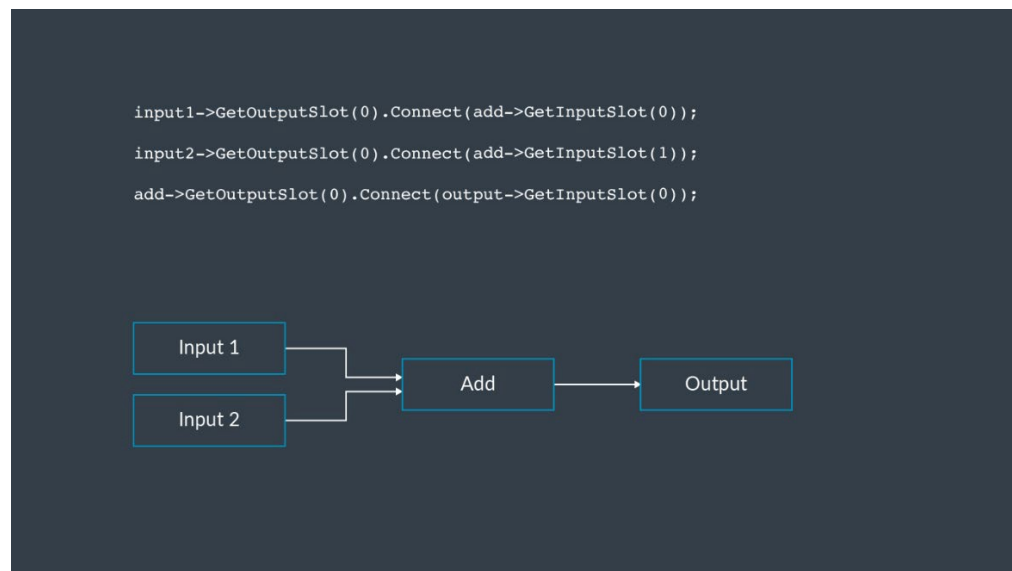 input1->GetOutputSlot(0).Connect(add->GetInputSlot(0));
input2->GetOutputSlot(0).Connect(add->GetInputSlot(1));
add->GetOutputSlot(0).Connect(output->GetInputSlot(0));
Input 1
Add
Output
Input 2